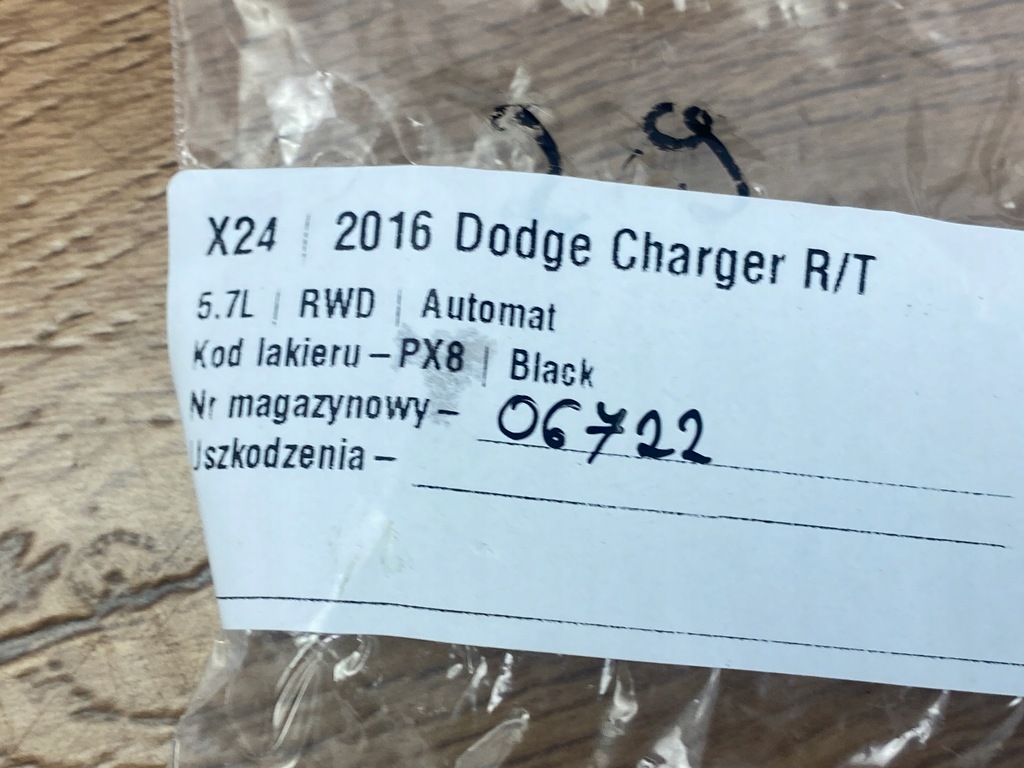 X24 | 2016 Dodge Charger R/T
5.7L | RWD | Automat
Kod lakieru – PX8 | Black
Nr magazynowy – 06722
Uszkodzenia –